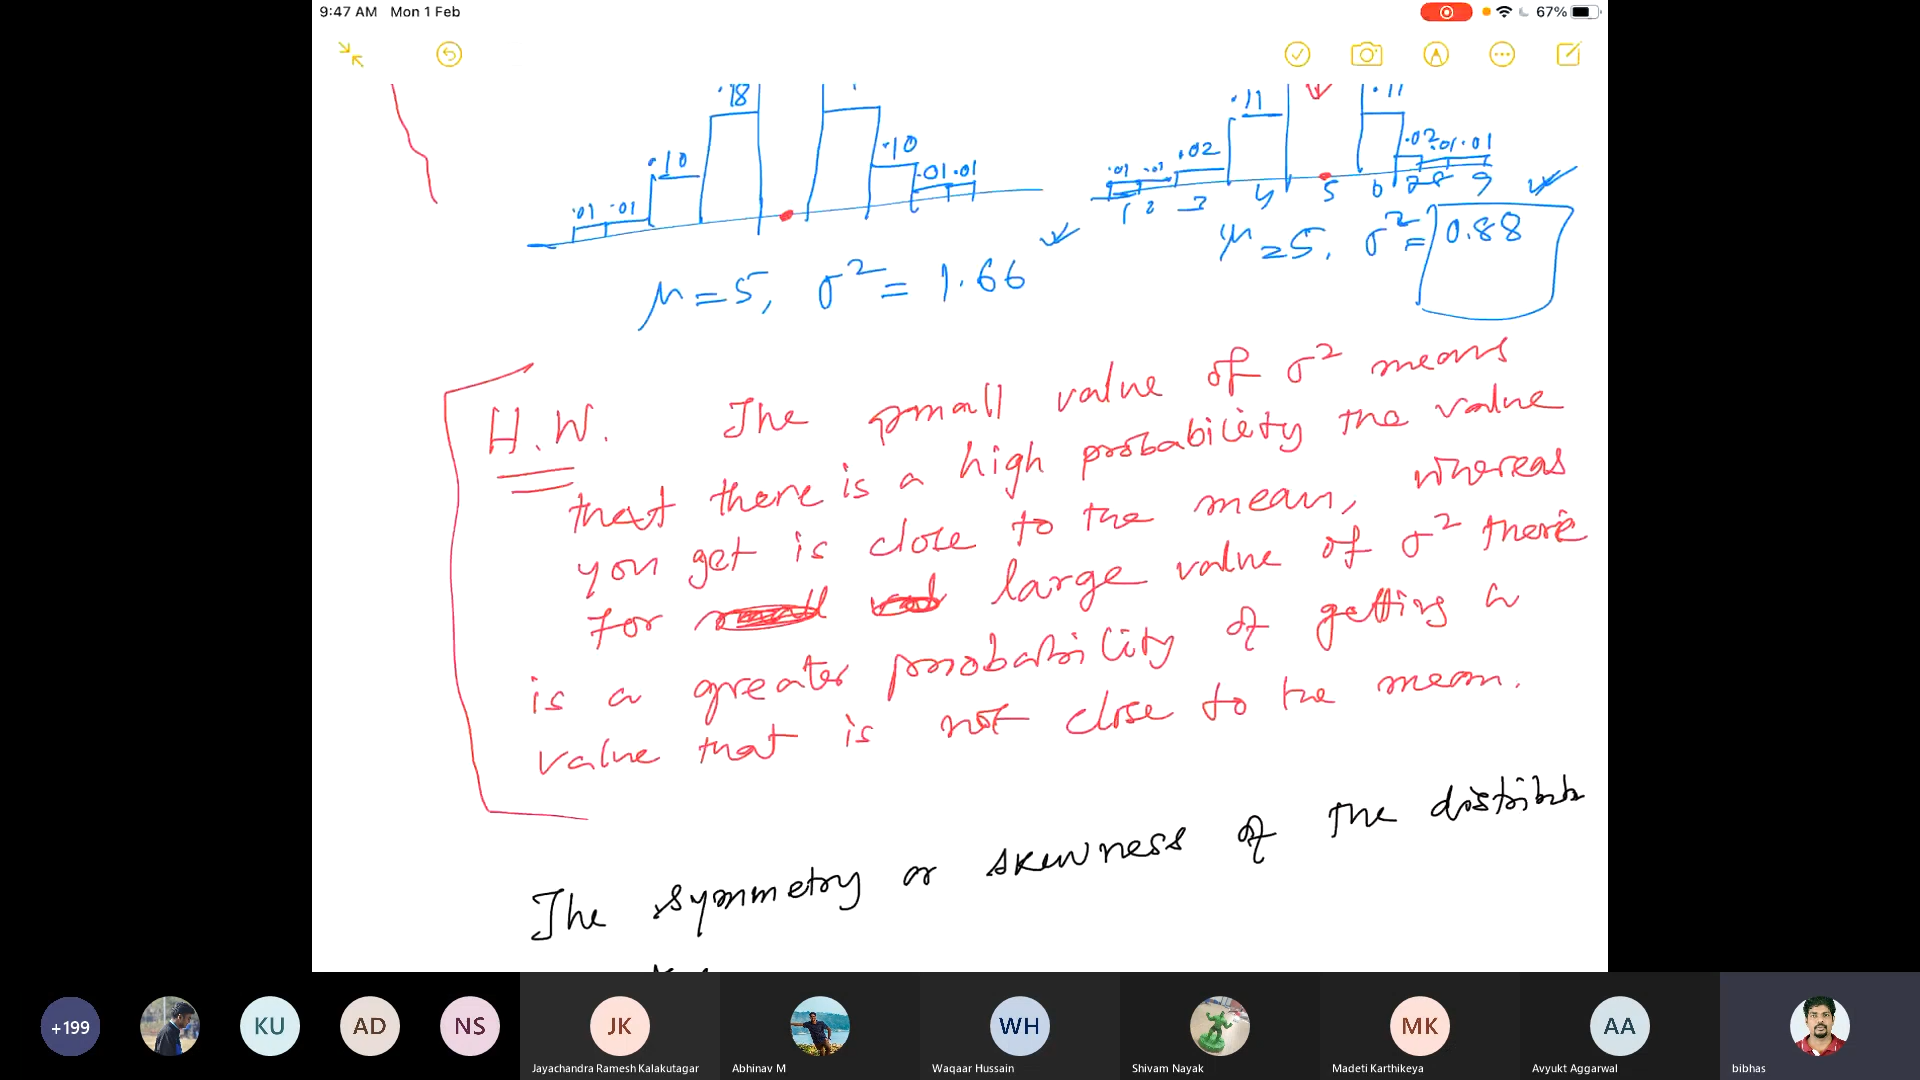 9:47 AM Mon 1 Feb
67%
.18
.11
.11
.10
.10
.01 .01
.01 .01
.01
.02
.02 .01 .01
1 2 3 4 5 6 7 8 9
μ=5, σ²= 0.88
μ=5, σ²= 1.66
H.W. The small value of σ² means
that there is a high probability the value
you get is close to the mean, whereas
For large value of σ² there
is a greater probability of getting a
value that is not close to the mean.
The symmetry or skewness of the distrib
+199
KU
AD
NS
JK
WH
MK
AA
Jayachandra Ramesh Kalakutagar
Abhinav M
Waqaar Hussain
Shivam Nayak
Madeti Karthikeya
Avyukt Aggarwal
bibhas